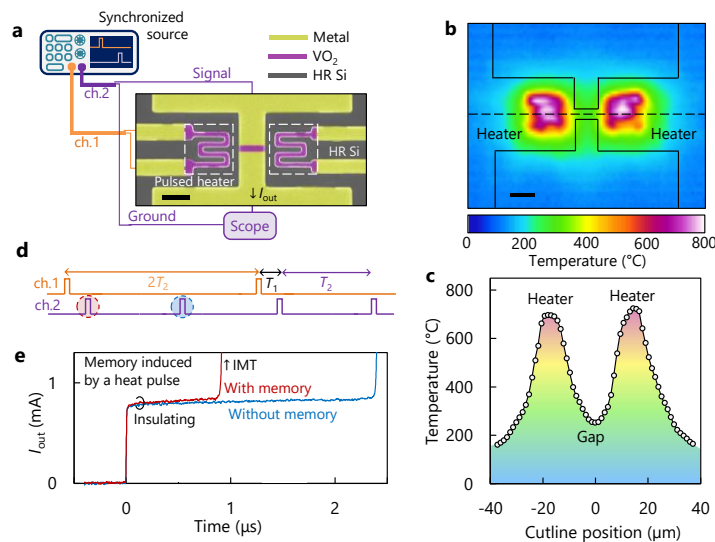 Synchronized
source
a
Metal
VO₂
HR Si
ch.2
Signal
ch.1
HR Si
Pulsed heater
↓ Iout
Ground
Scope
b
Heater
Heater
0
200
400
600
800
Temperature (°C)
d
ch.1
2T₂
T₁
T₂
ch.2
e
Memory induced
by a heat pulse
↑ IMT
With memory
Without memory
Insulating
1
0
Iout (mA)
0
1
2
Time (µs)
c
800
600
400
200
0
Temperature (°C)
Heater
Heater
Gap
-40
-20
0
20
40
Cutline position (µm)